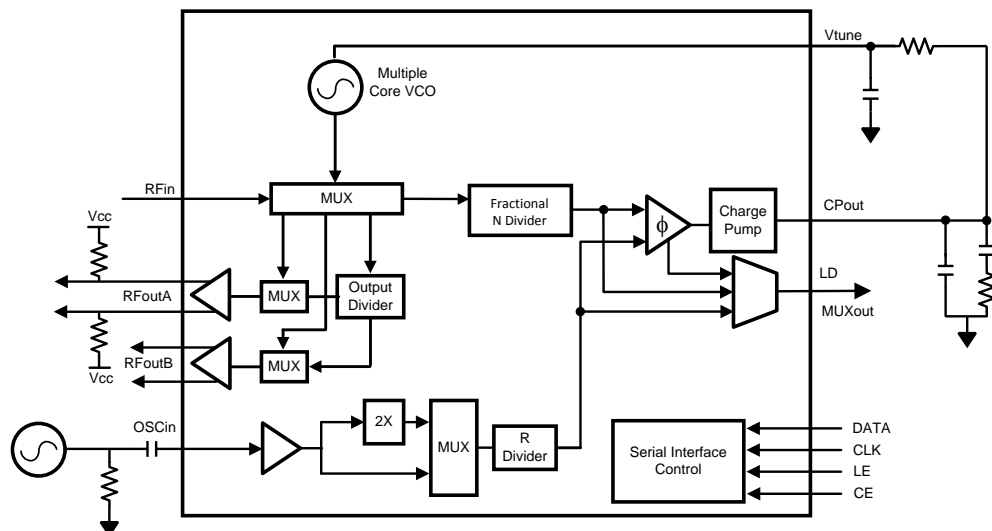 Vtune
Multiple
Core VCO
RFin
MUX
Fractional
N Divider
ϕ
Charge
Pump
CPout
Vcc
RFoutA
MUX
Output
Divider
LD
MUXout
RFoutB
MUX
Vcc
OSCin
2X
MUX
R
Divider
Serial Interface
Control
DATA
CLK
LE
CE